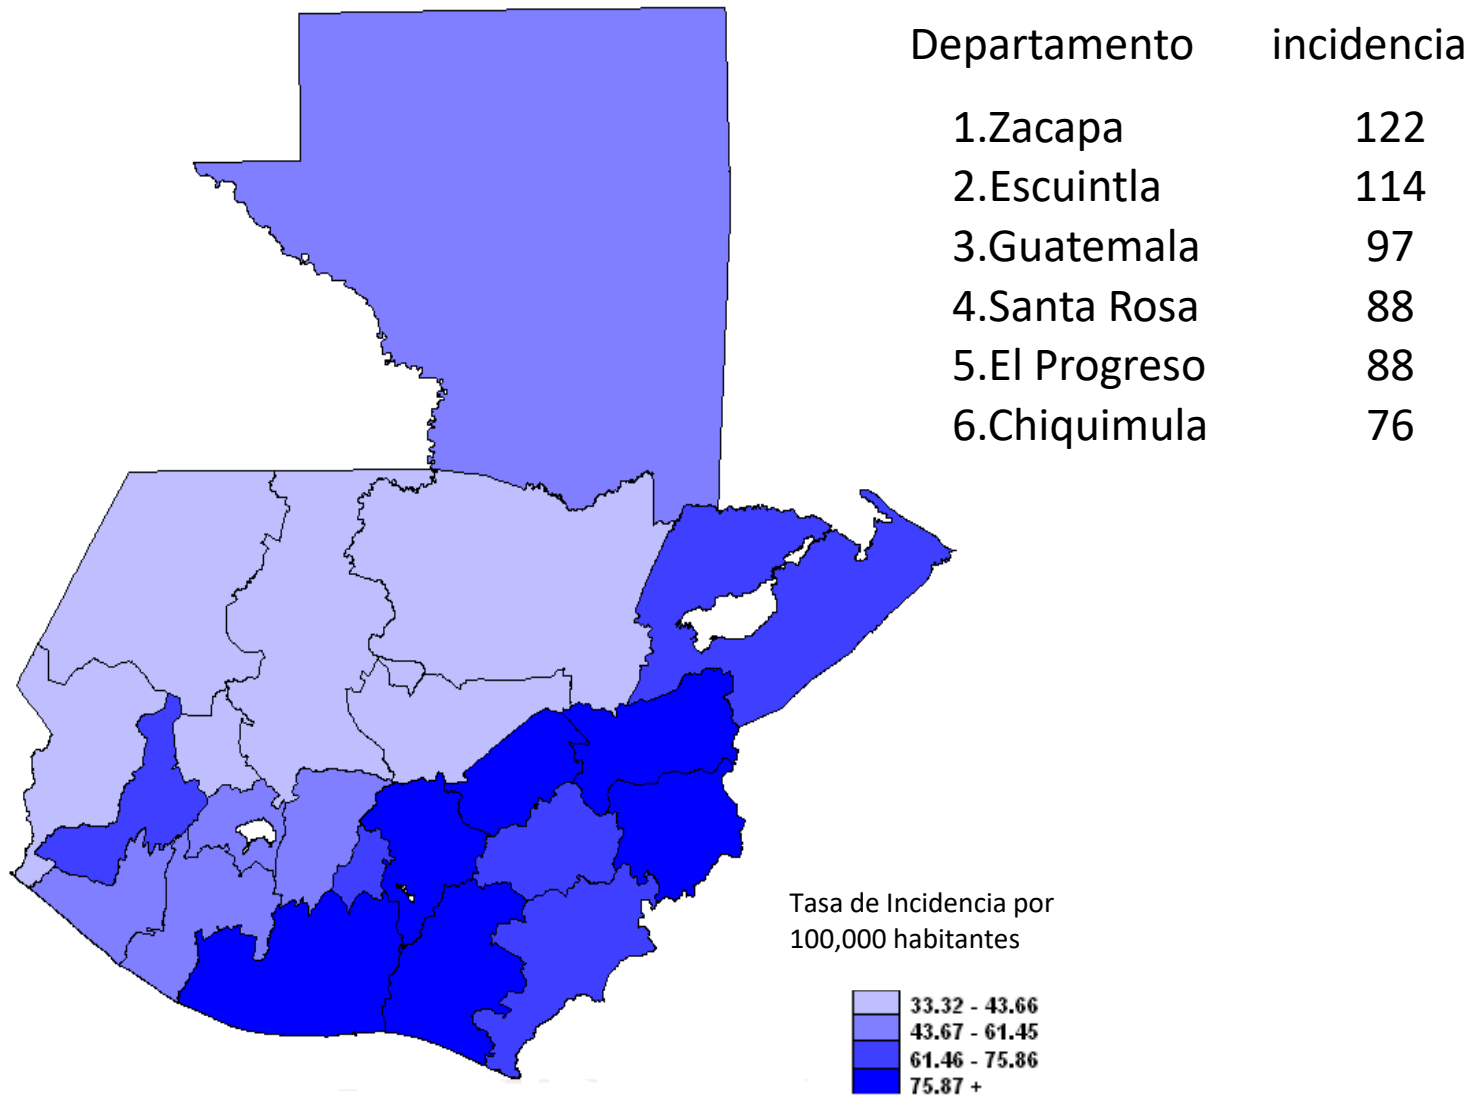 Departamento incidencia
1.Zacapa 122
2.Escuintla 114
3.Guatemala 97
4.Santa Rosa 88
5.El Progreso 88
6.Chiquimula 76
Tasa de Incidencia por
100,000 habitantes
33.32 - 43.66
43.67 - 61.45
61.46 - 75.86
75.87 +